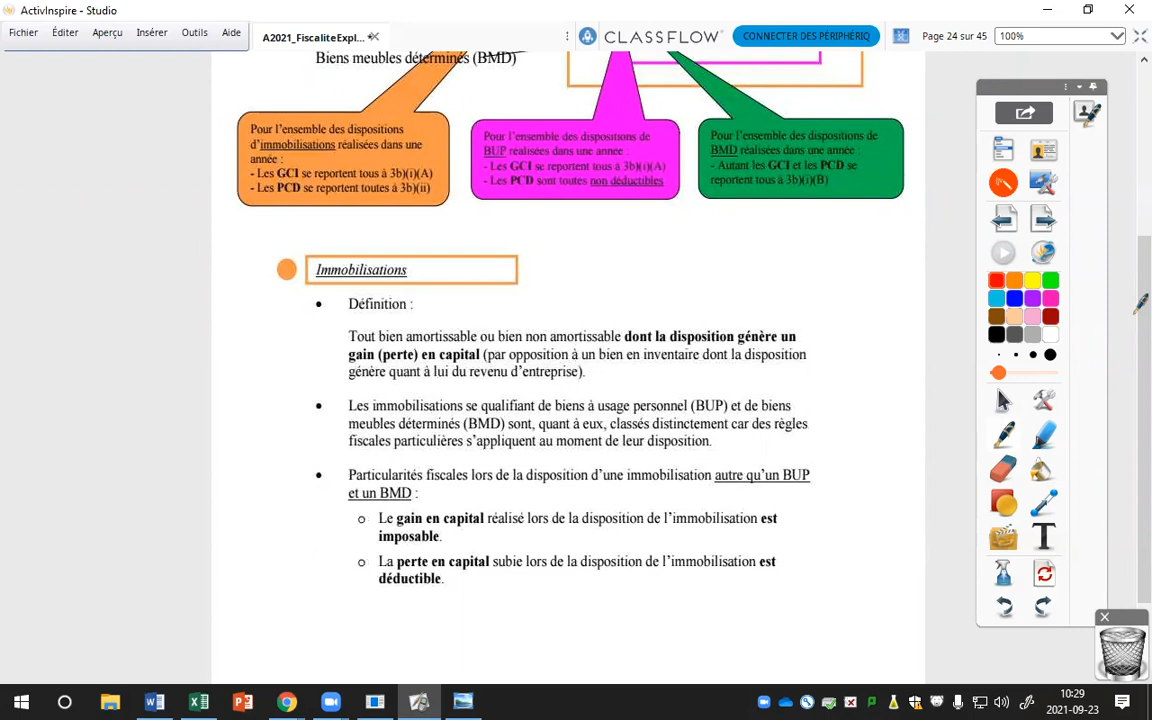 ActivInspire - Studio
Fichier Éditer Aperçu Insérer Outils Aide
A2021_FiscaliteExpl...
CLASSFLOW
CONNECTER DES PÉRIPHÉRIQ
Page 24 sur 45
100%
Biens meubles déterminés (BMD)
Pour l'ensemble des dispositions
d'immobilisations réalisées dans une
année :
- Les GCI se reportent tous à 3b)(i)(A)
- Les PCD se reportent toutes à 3b)(ii)
Pour l'ensemble des dispositions de
BUP réalisées dans une année :
- Les GCI se reportent tous à 3b)(i)(A)
- Les PCD sont toutes non déductibles
Pour l'ensemble des dispositions de
BMD réalisées dans une année :
- Autant les GCI et les PCD se
reportent tous à 3b)(i)(B)
Immobilisations
• Définition :
Tout bien amortissable ou bien non amortissable dont la disposition génère un
gain (perte) en capital (par opposition à un bien en inventaire dont la disposition
génère quant à lui du revenu d'entreprise).
• Les immobilisations se qualifiant de biens à usage personnel (BUP) et de biens
meubles déterminés (BMD) sont, quant à eux, classés distinctement car des règles
fiscales particulières s'appliquent au moment de leur disposition.
• Particularités fiscales lors de la disposition d'une immobilisation autre qu'un BUP
et un BMD :
o Le gain en capital réalisé lors de la disposition de l'immobilisation est
imposable.
o La perte en capital subie lors de la disposition de l'immobilisation est
déductible.
10:29
2021-09-23